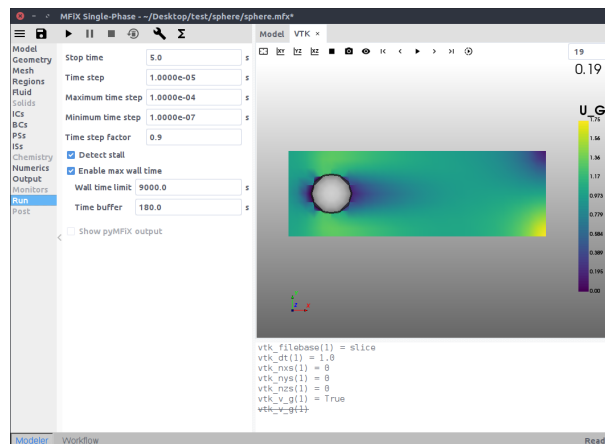 MFiX Single-Phase - ~/Desktop/test/sphere/sphere.mfx*
Model
Geometry
Mesh
Regions
Fluid
Solids
ICs
BCs
PSs
ISs
Chemistry
Numerics
Output
Monitors
Run
Post
Stop time 5.0 s
Time step 1.0000e-05 s
Maximum time step 1.0000e-04 s
Minimum time step 1.0000e-07 s
Time step factor 0.9
Detect stall
Enable max wall time
Wall time limit 9000.0 s
Time buffer 180.0 s
Show pyMFiX output
Model VTK ×
XY YZ XZ 19
0.19
U_G
1.75
1.56
1.36
1.17
0.973
0.779
0.584
0.389
0.195
0.00
Y
Z X
vtk_filebase(1) = slice
vtk_dt(1) = 1.0
vtk_nxs(1) = 0
vtk_nys(1) = 0
vtk_nzs(1) = 0
vtk_v_g(1) = True
vtk_v_g(1)
Modeler Workflow Read